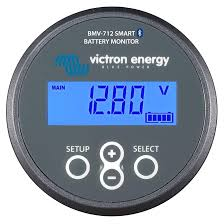 BMV-712 SMART
BATTERY MONITOR
victron energy
BLUE POWER
MAIN
12.80 V
SETUP + SELECT
-